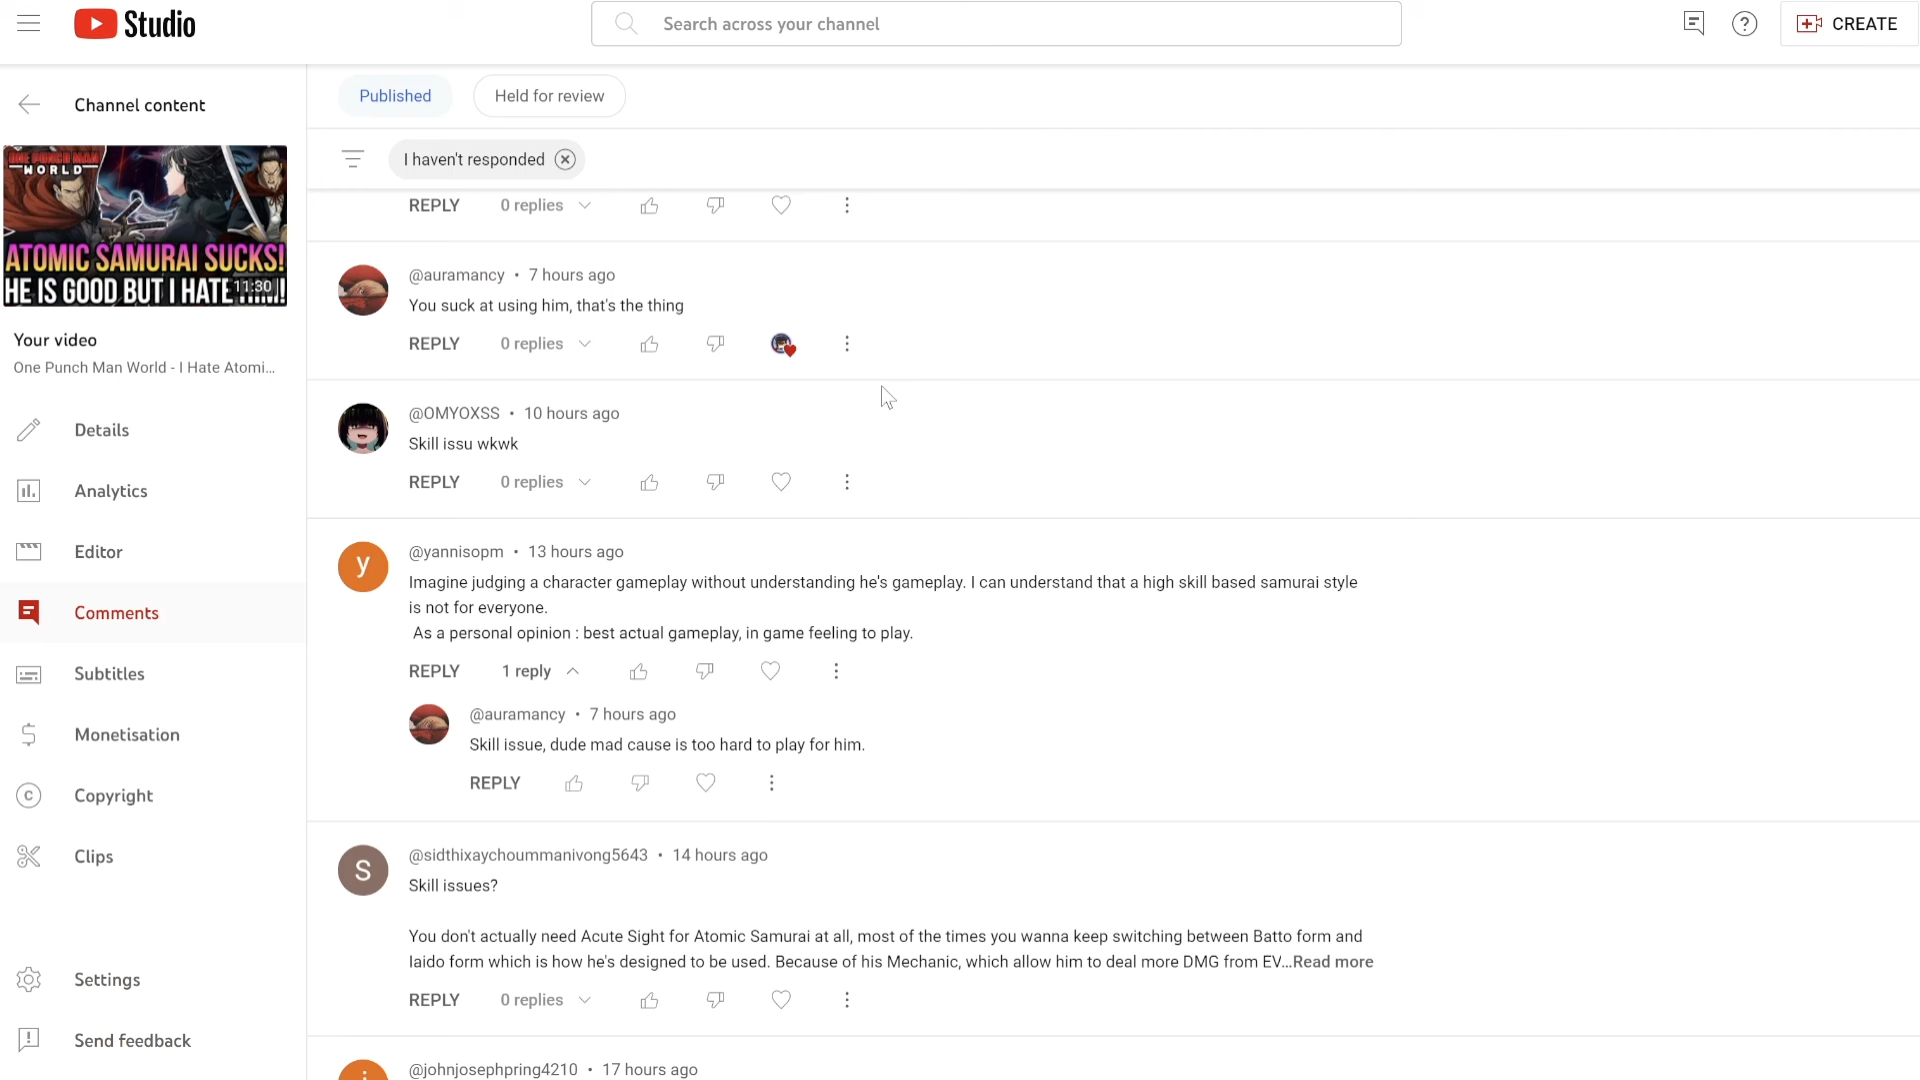 Studio
Search across your channel
CREATE
Channel content
Published
Held for review
I haven't responded
ONE PUNCH MAN
WORLD
ATOMIC SAMURAI SUCKS!
HE IS GOOD BUT I HATE
11:30
Your video
One Punch Man World - I Hate Atomi...
Details
Analytics
Editor
Comments
Subtitles
Monetisation
Copyright
Clips
Settings
Send feedback
REPLY 0 replies
@auramancy • 7 hours ago
You suck at using him, that's the thing
REPLY 0 replies
@OMYOXSS • 10 hours ago
Skill issu wkwk
REPLY 0 replies
y
@yannisopm • 13 hours ago
Imagine judging a character gameplay without understanding he's gameplay. I can understand that a high skill based samurai style
is not for everyone.
As a personal opinion : best actual gameplay, in game feeling to play.
REPLY 1 reply
@auramancy • 7 hours ago
Skill issue, dude mad cause is too hard to play for him.
REPLY
S
@sidthixaychoummanivong5643 • 14 hours ago
Skill issues?
You don't actually need Acute Sight for Atomic Samurai at all, most of the times you wanna keep switching between Batto form and
Iaido form which is how he's designed to be used. Because of his Mechanic, which allow him to deal more DMG from EV...Read more
REPLY 0 replies
@johnjosephpring4210 • 17 hours ago